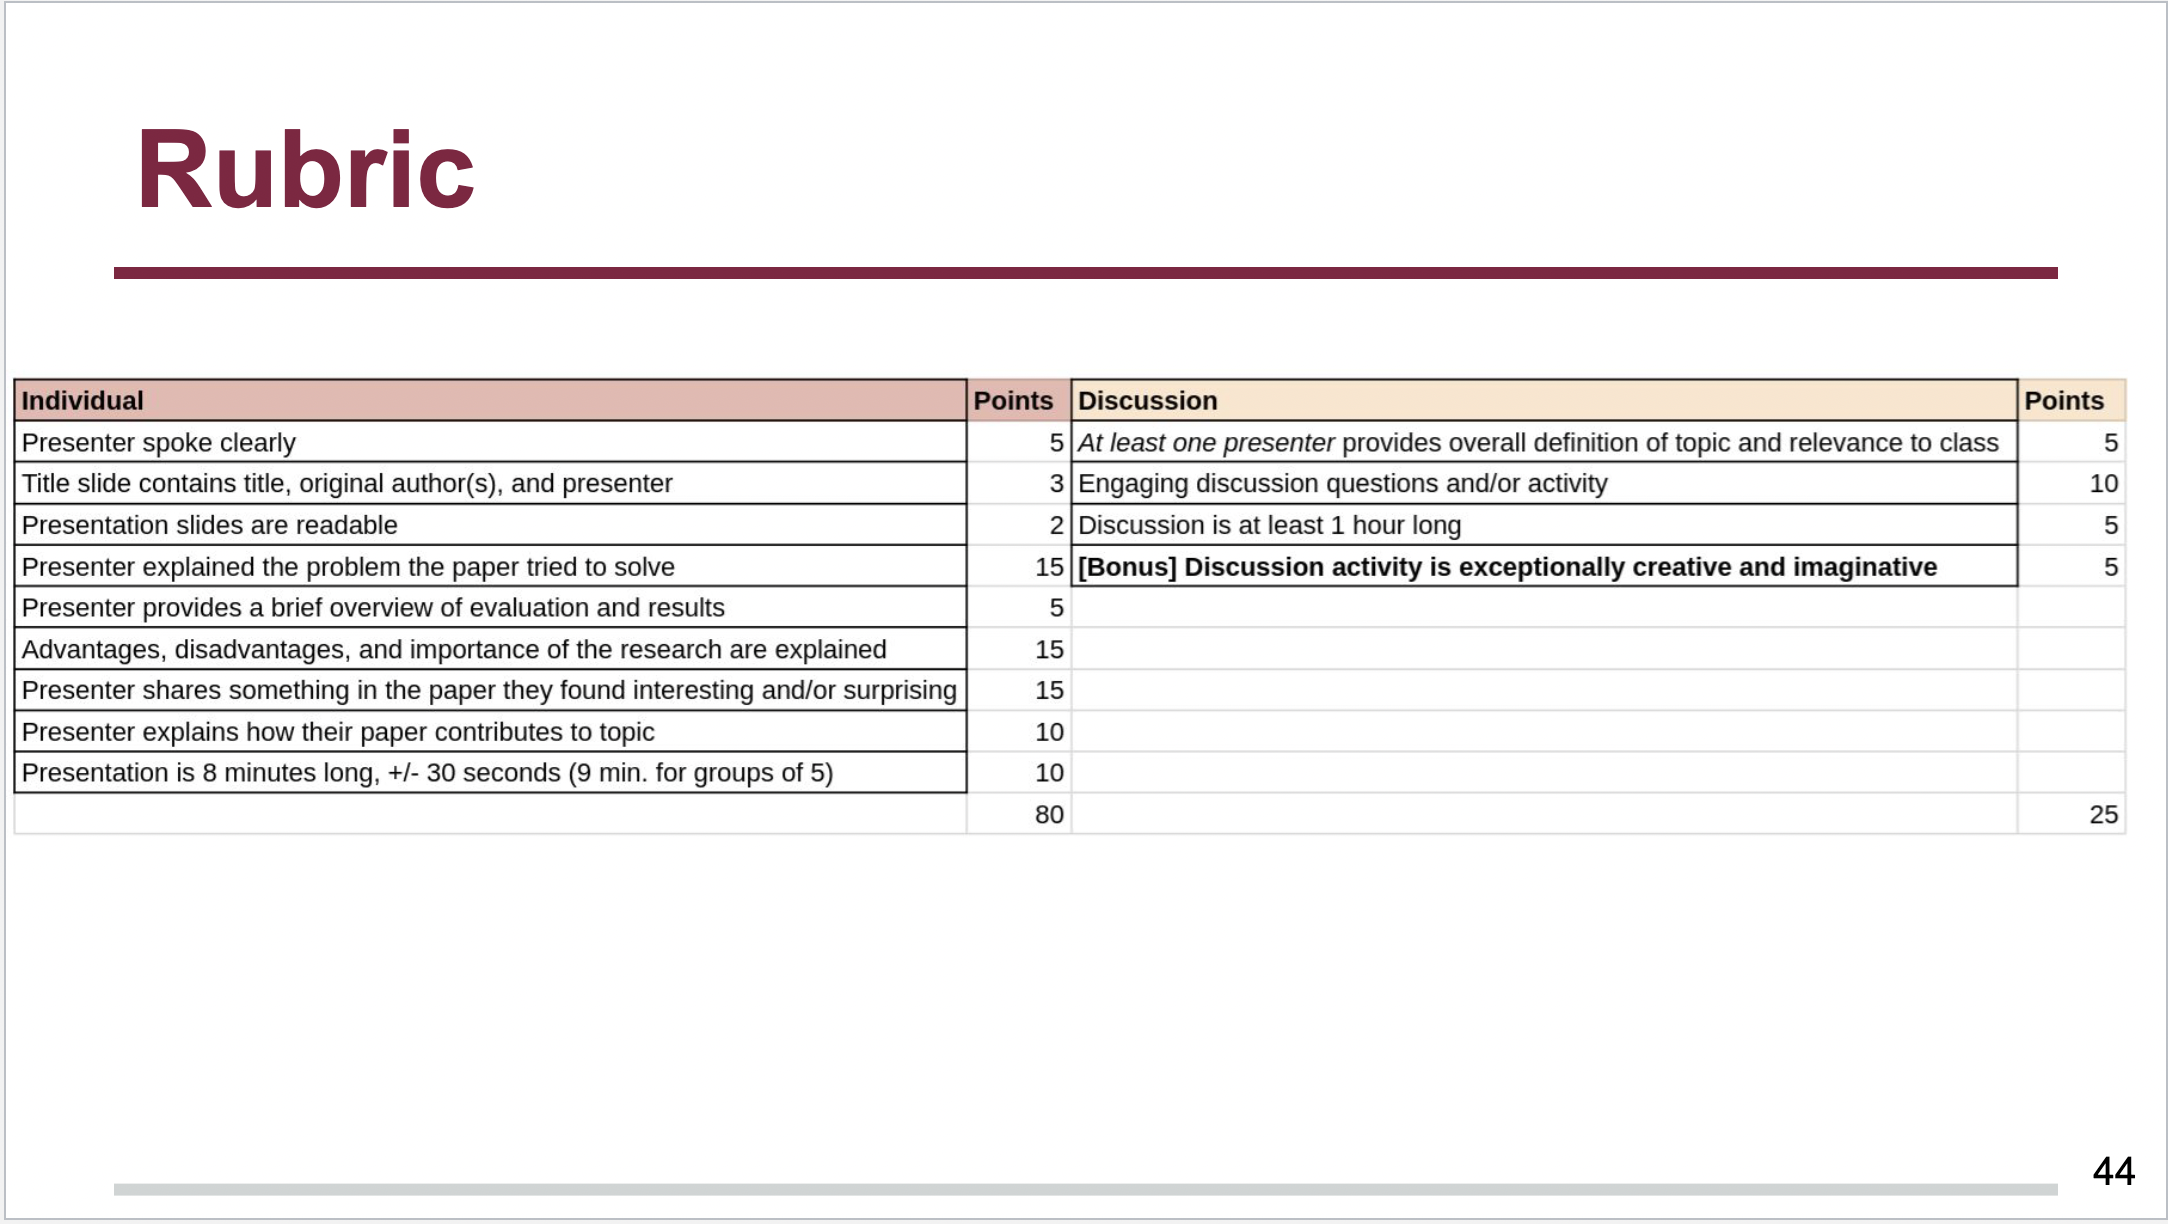 Rubric
Individual Points Discussion Points
Presenter spoke clearly 5 At least one presenter provides overall definition of topic and relevance to class 5
Title slide contains title, original author(s), and presenter 3 Engaging discussion questions and/or activity 10
Presentation slides are readable 2 Discussion is at least 1 hour long 5
Presenter explained the problem the paper tried to solve 15 [Bonus] Discussion activity is exceptionally creative and imaginative 5
Presenter provides a brief overview of evaluation and results 5
Advantages, disadvantages, and importance of the research are explained 15
Presenter shares something in the paper they found interesting and/or surprising 15
Presenter explains how their paper contributes to topic 10
Presentation is 8 minutes long, +/- 30 seconds (9 min. for groups of 5) 10
80 25
44